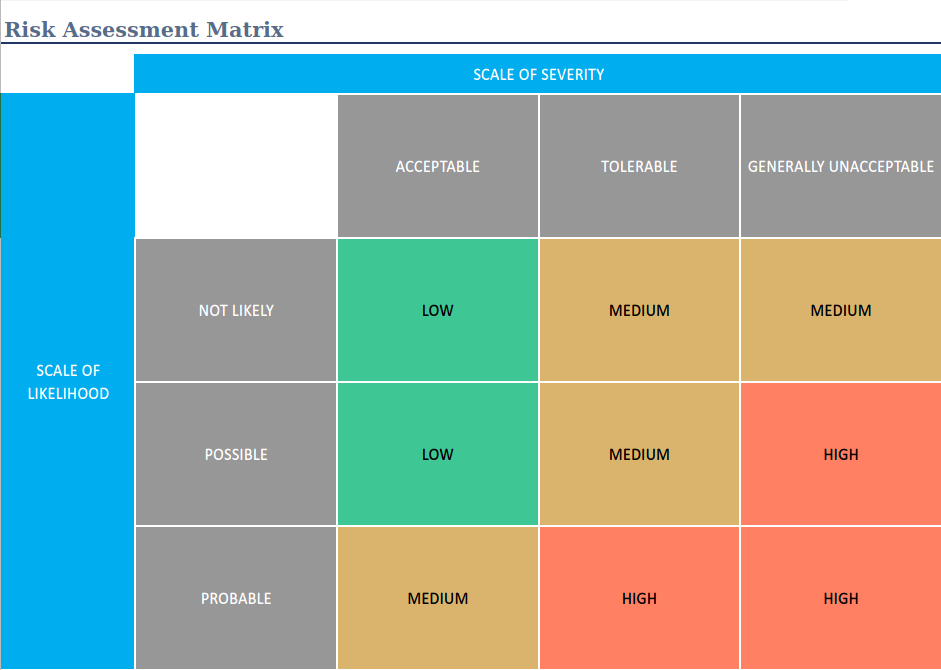 Risk Assessment Matrix
SCALE OF SEVERITY
ACCEPTABLE
TOLERABLE
GENERALLY UNACCEPTABLE
SCALE OF
LIKELIHOOD
NOT LIKELY
LOW
MEDIUM
MEDIUM
POSSIBLE
LOW
MEDIUM
HIGH
PROBABLE
MEDIUM
HIGH
HIGH